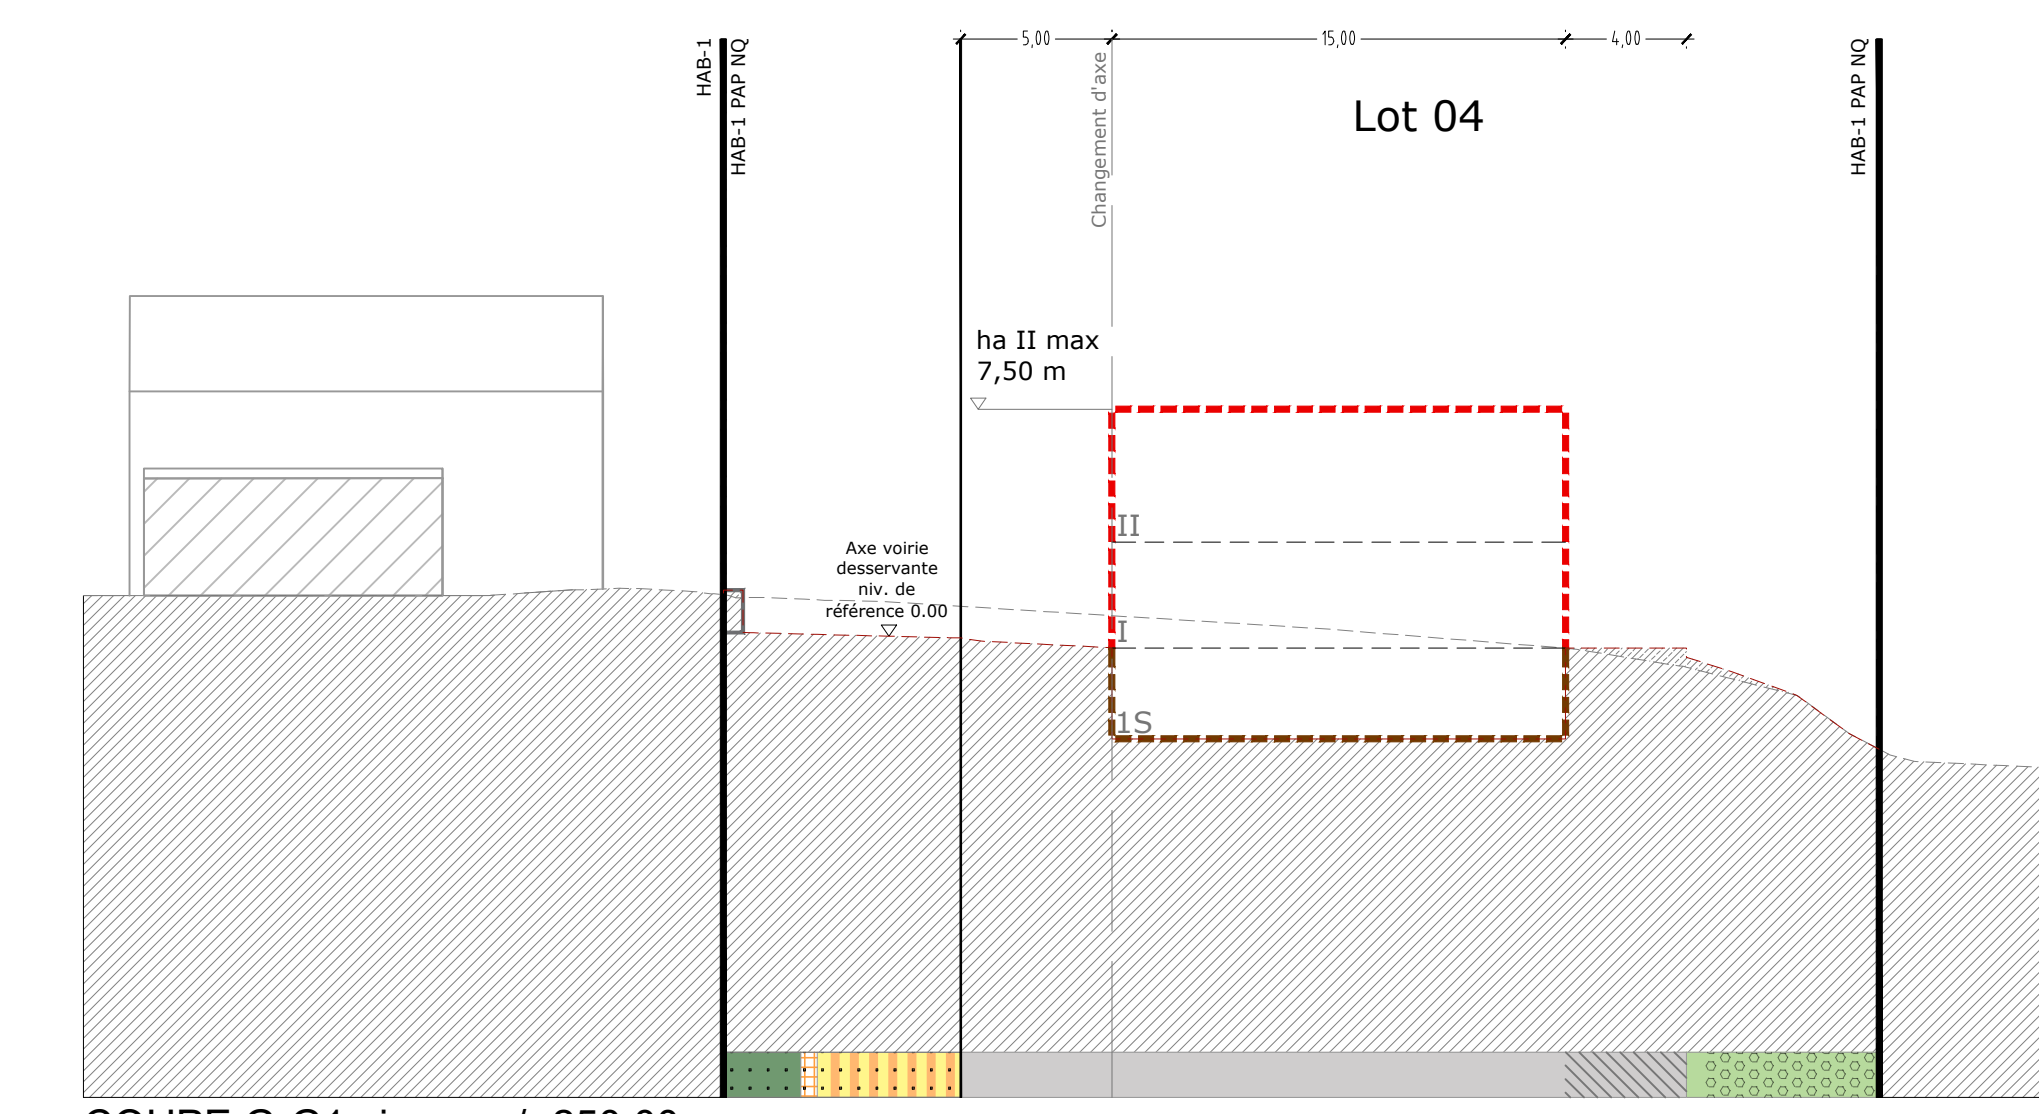 5,00
15,00
4,00
HAB-1
HAB-1 PAP NQ
Changement d'axe
Lot 04
HAB-1 PAP NQ
ha II max
7,50 m
II
Axe voirie
desservante
niv. de
référence 0.00
I
1S